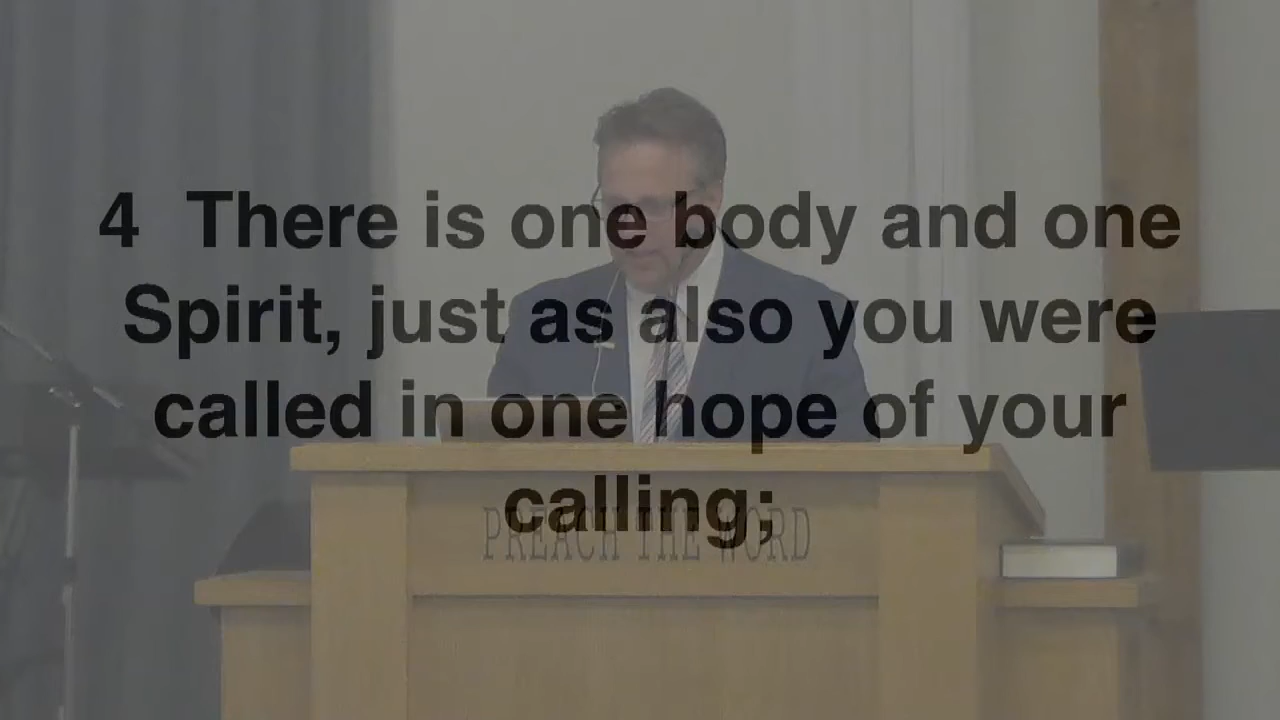 4 There is one body and one
Spirit, just as also you were
called in one hope of your
calling;
PREACH THE WORD